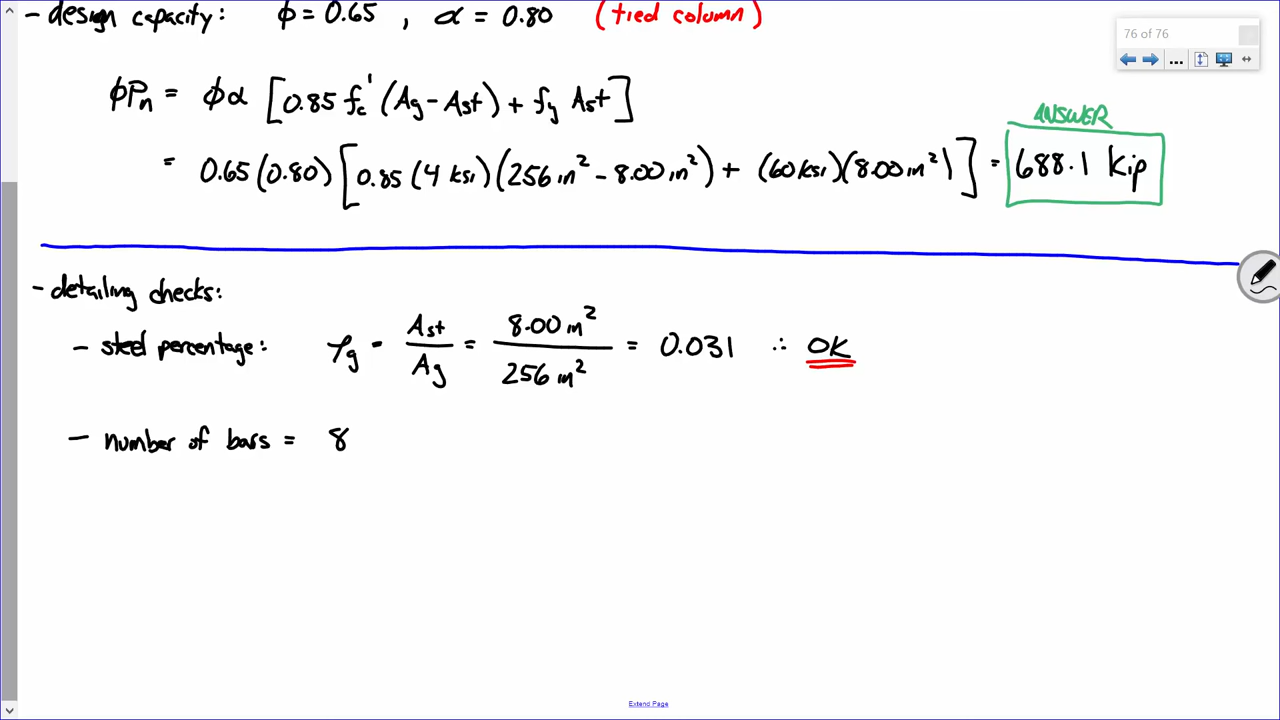 - design capacity: ϕ = 0.65 , α = 0.80 (tied column)
76 of 76
ϕPn = ϕα [0.85 fc' (Ag - Ast) + fy Ast]
ANSWER
= 0.65 (0.80) [0.85 (4 ksi) (256 in² - 8.00 in²) + (60 ksi) (8.00 in²)] = 688.1 kip
- detailing checks:
- steel percentage: ρg = Ast / Ag = 8.00 in² / 256 in² = 0.031 ∴ OK
- number of bars = 8
Extend Page